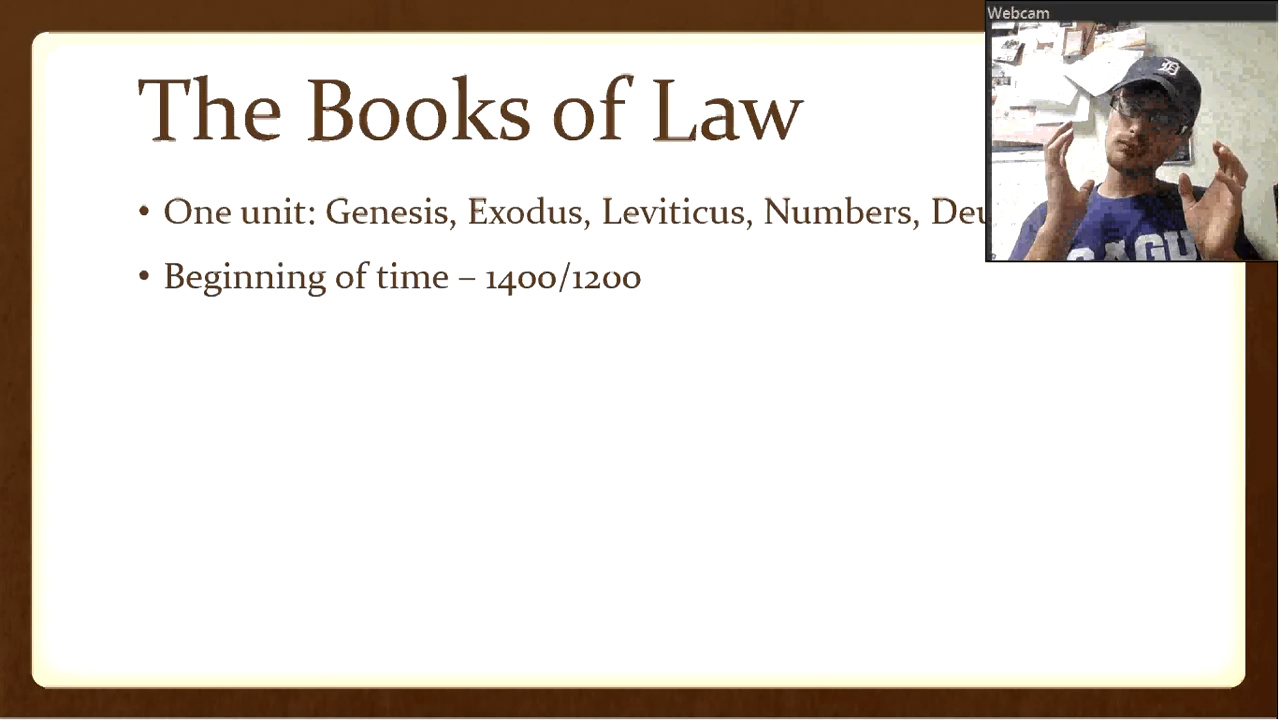 Webcam
The Books of Law
• One unit: Genesis, Exodus, Leviticus, Numbers, Deu
• Beginning of time – 1400/1200